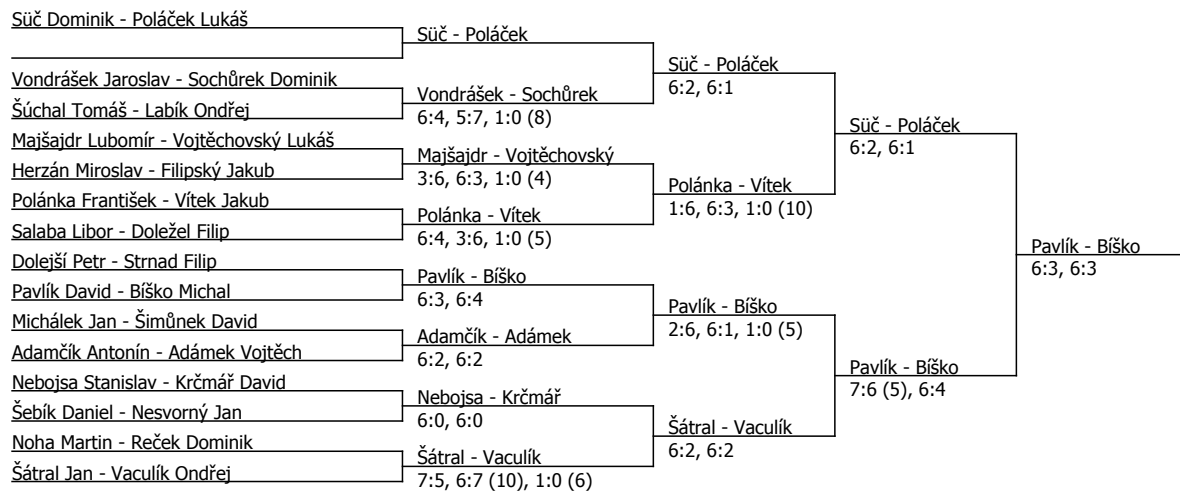 Süč Dominik - Poláček Lukáš
Vondrášek Jaroslav - Sochůrek Dominik
Šúchal Tomáš - Labík Ondřej
Majšajdr Lubomír - Vojtěchovský Lukáš
Herzán Miroslav - Filipský Jakub
Polánka František - Vítek Jakub
Salaba Libor - Doležel Filip
Dolejší Petr - Strnad Filip
Pavlík David - Bíško Michal
Michálek Jan - Šimůnek David
Adamčík Antonín - Adámek Vojtěch
Nebojsa Stanislav - Krčmář David
Šebík Daniel - Nesvorný Jan
Noha Martin - Reček Dominik
Šátral Jan - Vaculík Ondřej
Süč - Poláček
Vondrášek - Sochůrek
6:4, 5:7, 1:0 (8)
Majšajdr - Vojtěchovský
3:6, 6:3, 1:0 (4)
Polánka - Vítek
6:4, 3:6, 1:0 (5)
Pavlík - Bíško
6:3, 6:4
Adamčík - Adámek
6:2, 6:2
Nebojsa - Krčmář
6:0, 6:0
Šátral - Vaculík
7:5, 6:7 (10), 1:0 (6)
Süč - Poláček
6:2, 6:1
Polánka - Vítek
1:6, 6:3, 1:0 (10)
Pavlík - Bíško
2:6, 6:1, 1:0 (5)
Šátral - Vaculík
6:2, 6:2
Süč - Poláček
6:2, 6:1
Pavlík - Bíško
7:6 (5), 6:4
Pavlík - Bíško
6:3, 6:3